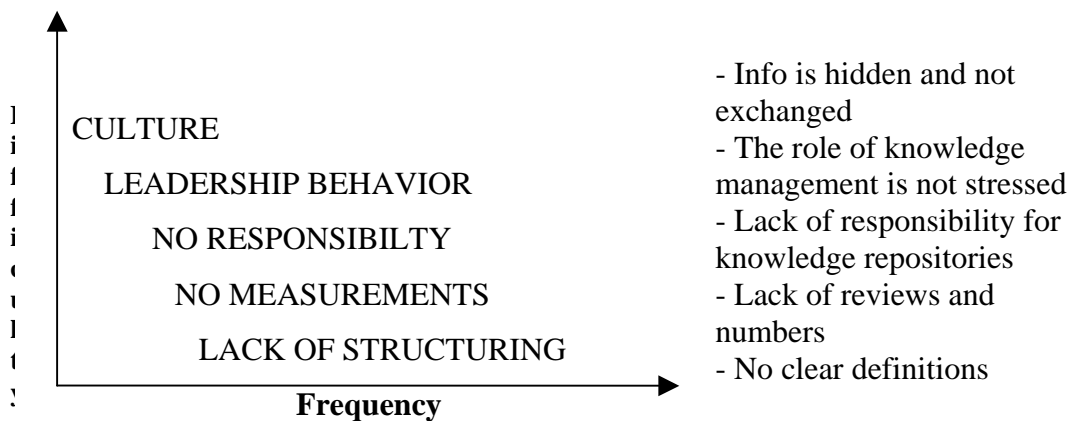 Difficulty
CULTURE
LEADERSHIP BEHAVIOR
NO RESPONSIBILTY
NO MEASUREMENTS
LACK OF STRUCTURING
Frequency
- Info is hidden and not
exchanged
- The role of knowledge
management is not stressed
- Lack of responsibility for
knowledge repositories
- Lack of reviews and
numbers
- No clear definitions